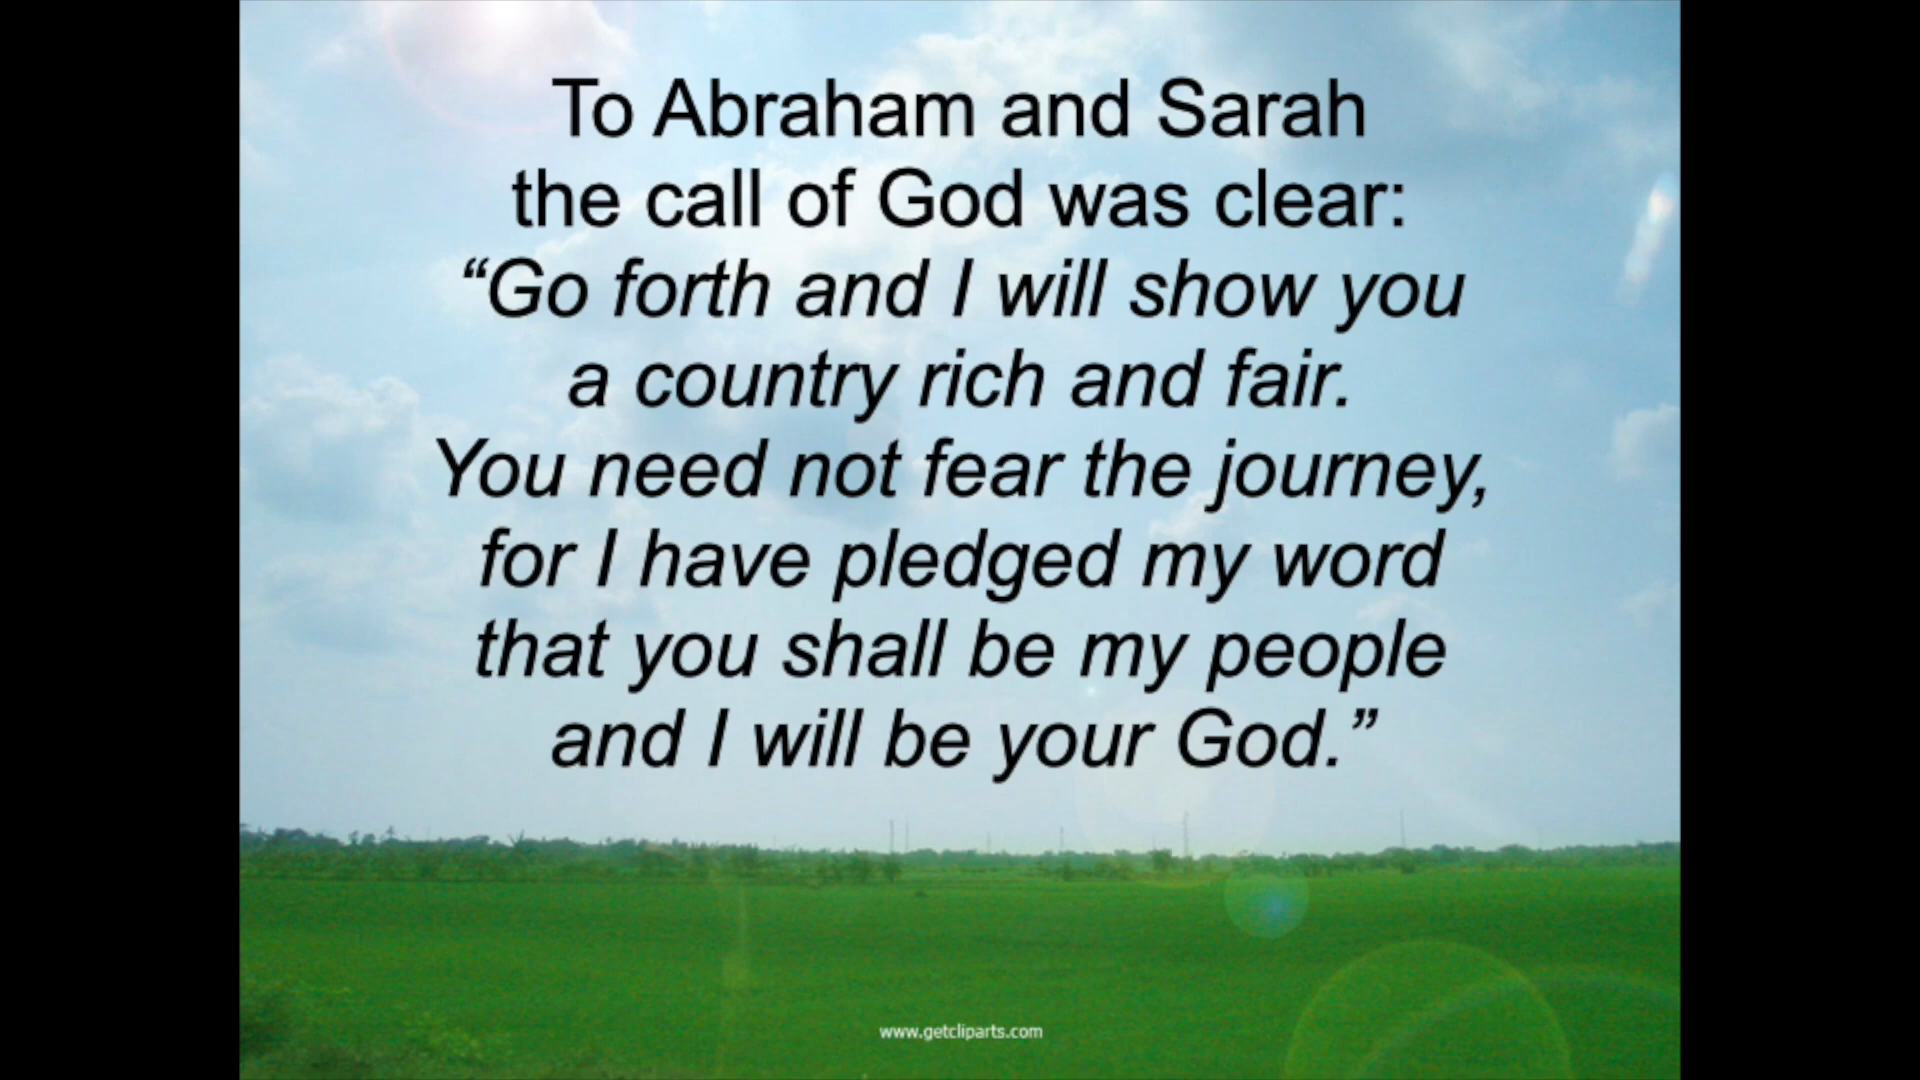 To Abraham and Sarah
the call of God was clear:
“Go forth and I will show you
a country rich and fair.
You need not fear the journey,
for I have pledged my word
that you shall be my people
and I will be your God.”
www.getcliparts.com